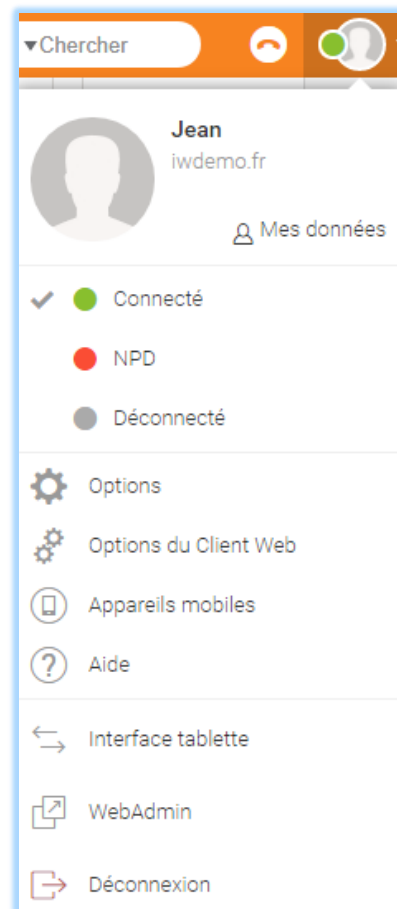 Chercher
Jean
iwdemo.fr
Mes données
Connecté
NPD
Déconnecté
Options
Options du Client Web
Appareils mobiles
Aide
Interface tablette
WebAdmin
Déconnexion